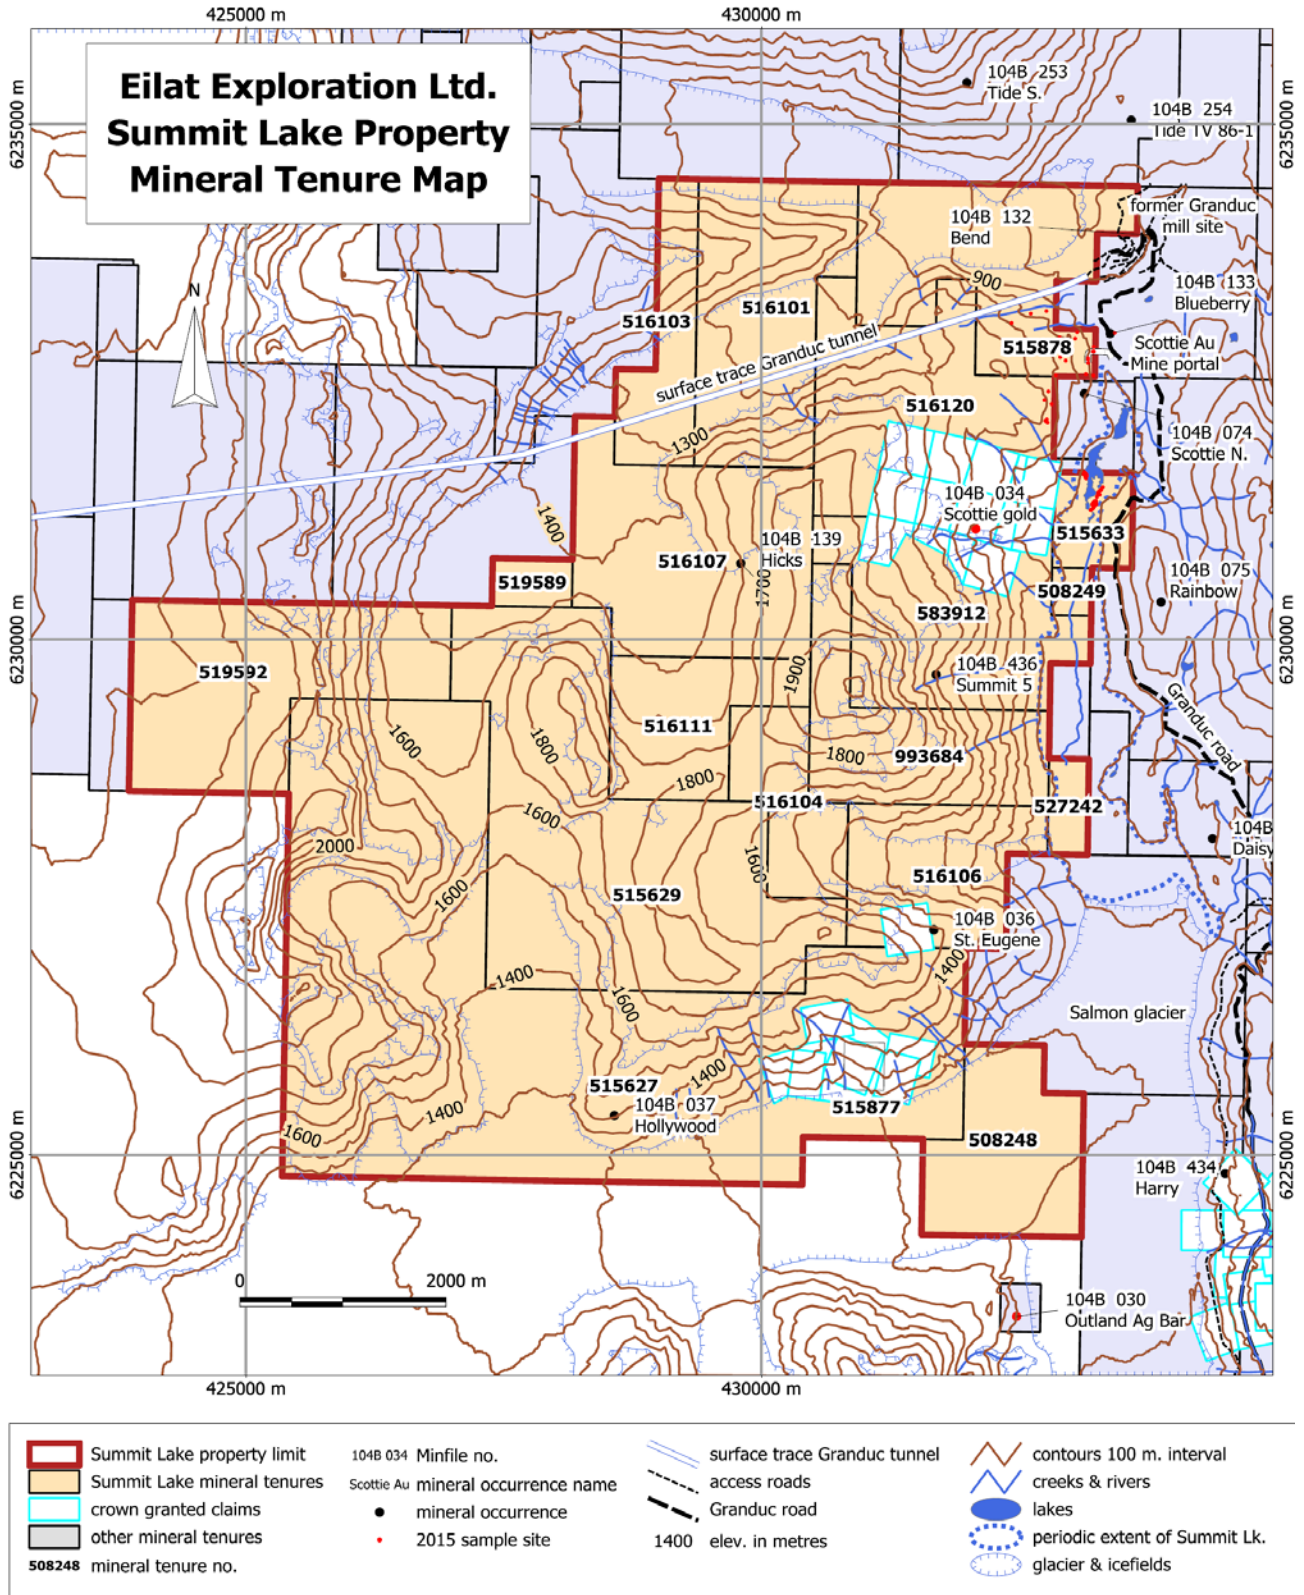 425000 m
430000 m
Eilat Exploration Ltd.
Summit Lake Property
Mineral Tenure Map
104B 253
Tide S.
104B 254
Tide TV 86-1
6235000 m
6235000 m
former Granduc
mill site
104B 132
Bend
N
900
104B 133
Blueberry
516103
516101
surface trace Granduc tunnel
515878
Scottie Au
Mine portal
516120
1300
104B 074
Scottie N.
104B 034
Scottie gold
1400
515633
104B 139
Hicks
516107
519589
1700
104B 075
Rainbow
508249
583912
6230000 m
6230000 m
519592
104B 436
Summit 5
1900
Granduc road
516111
1600
1800
1800
993684
1800
516104
527242
1600
104B
Daisy
2000
1600
516106
515629
1600
104B 036
St. Eugene
1400
1400
1600
Salmon glacier
1400
515627
104B 037
Hollywood
515877
1400
1600
508248
6225000 m
6225000 m
104B 434
Harry
0
2000 m
104B 030
Outland Ag Bar
425000 m
430000 m
Summit Lake property limit
Summit Lake mineral tenures
crown granted claims
other mineral tenures
508248 mineral tenure no.
104B 034 Minfile no.
Scottie Au mineral occurrence name
mineral occurrence
2015 sample site
surface trace Granduc tunnel
access roads
Granduc road
1400 elev. in metres
contours 100 m. interval
creeks & rivers
lakes
periodic extent of Summit Lk.
glacier & icefields